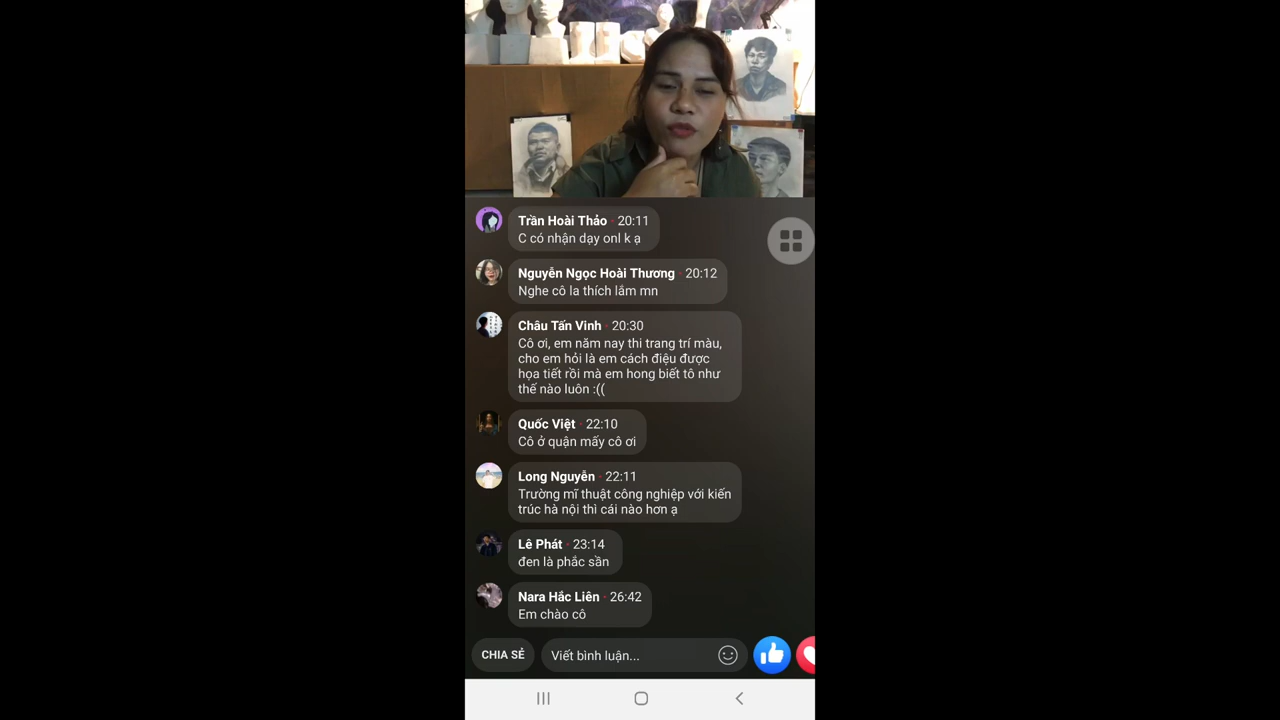 Trần Hoài Thảo · 20:11
C có nhận dạy onl k ạ
Nguyễn Ngọc Hoài Thương · 20:12
Nghe cô la thích lắm mn
Châu Tấn Vinh · 20:30
Cô ơi, em năm nay thi trang trí màu,
cho em hỏi là em cách điệu được
họa tiết rồi mà em hong biết tô như
thế nào luôn :((
Quốc Việt · 22:10
Cô ở quận mấy cô ơi
Long Nguyễn · 22:11
Trường mĩ thuật công nghiệp với kiến
trúc hà nội thì cái nào hơn ạ
Lê Phát · 23:14
đen là phắc sần
Nara Hắc Liên · 26:42
Em chào cô
CHIA SẺ
Viết bình luận...